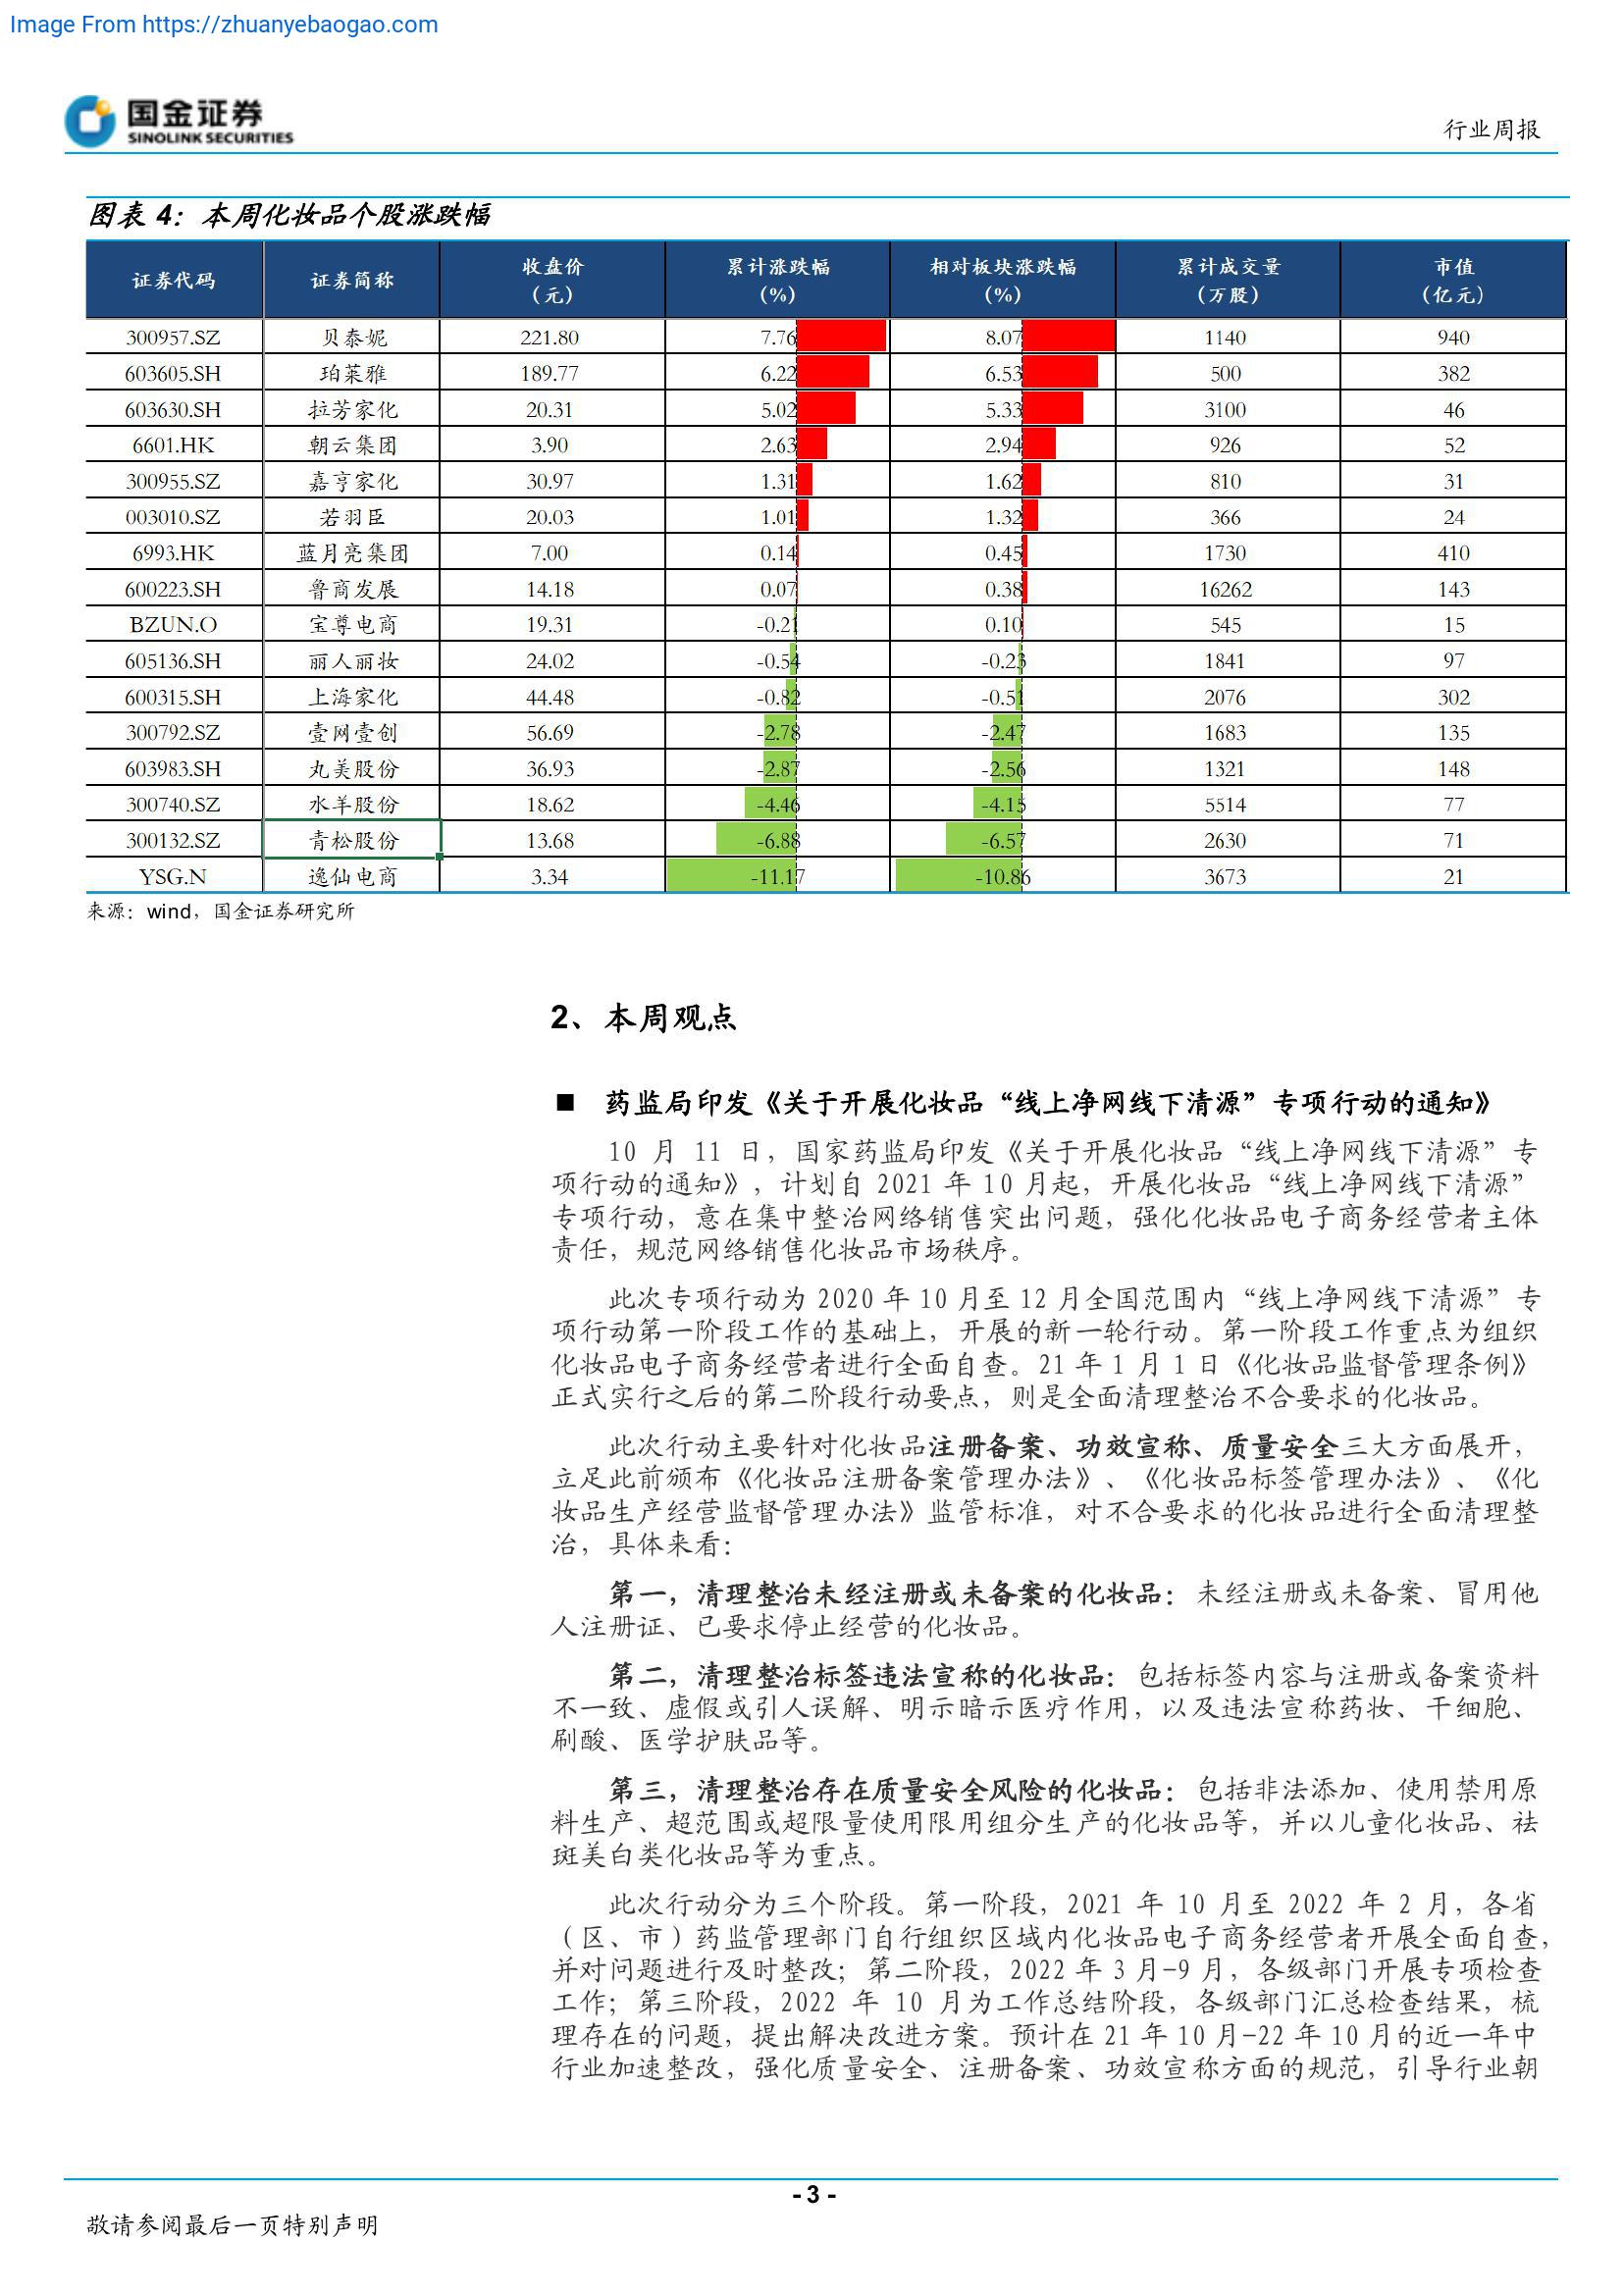 Image From https://zhuanyebaogao.com
国金证券
SINOLINK SECURITIES
行业周报
图表 4：本周化妆品个股涨跌幅
证券代码 证券简称 收盘价（元） 累计涨跌幅（%） 相对板块涨跌幅（%） 累计成交量（万股） 市值（亿元）
300957.SZ 贝泰妮 221.80 7.76 8.07 1140 940
603605.SH 珀莱雅 189.77 6.22 6.53 500 382
603630.SH 拉芳家化 20.31 5.02 5.33 3100 46
6601.HK 朝云集团 3.90 2.63 2.94 926 52
300955.SZ 嘉亨家化 30.97 1.31 1.62 810 31
003010.SZ 若羽臣 20.03 1.01 1.32 366 24
6993.HK 蓝月亮集团 7.00 0.14 0.45 1730 410
600223.SH 鲁商发展 14.18 0.07 0.38 16262 143
BZUN.O 宝尊电商 19.31 -0.21 0.10 545 15
605136.SH 丽人丽妆 24.02 -0.54 -0.23 1841 97
600315.SH 上海家化 44.48 -0.82 -0.51 2076 302
300792.SZ 壹网壹创 56.69 -2.78 -2.47 1683 135
603983.SH 丸美股份 36.93 -2.87 -2.56 1321 148
300740.SZ 水羊股份 18.62 -4.46 -4.15 5514 77
300132.SZ 青松股份 13.68 -6.88 -6.57 2630 71
YSG.N 逸仙电商 3.34 -11.17 -10.86 3673 21
来源：wind，国金证券研究所
2、本周观点
■ 药监局印发《关于开展化妆品“线上净网线下清源”专项行动的通知》
10 月 11 日，国家药监局印发《关于开展化妆品“线上净网线下清源”专
项行动的通知》，计划自 2021 年 10 月起，开展化妆品“线上净网线下清源”
专项行动，意在集中整治网络销售突出问题，强化化妆品电子商务经营者主体
责任，规范网络销售化妆品市场秩序。
此次专项行动为 2020 年 10 月至 12 月全国范围内“线上净网线下清源”专
项行动第一阶段工作的基础上，开展的新一轮行动。第一阶段工作重点为组织
化妆品电子商务经营者进行全面自查。21 年 1 月 1 日《化妆品监督管理条例》
正式实行之后的第二阶段行动要点，则是全面清理整治不合要求的化妆品。
此次行动主要针对化妆品注册备案、功效宣称、质量安全三大方面展开，
立足此前颁布《化妆品注册备案管理办法》、《化妆品标签管理办法》、《化
妆品生产经营监督管理办法》监管标准，对不合要求的化妆品进行全面清理整
治，具体来看：
第一，清理整治未经注册或未备案的化妆品：未经注册或未备案、冒用他
人注册证、已要求停止经营的化妆品。
第二，清理整治标签违法宣称的化妆品：包括标签内容与注册或备案资料
不一致、虚假或引人误解、明示暗示医疗作用，以及违法宣称药妆、干细胞、
刷酸、医学护肤品等。
第三，清理整治存在质量安全风险的化妆品：包括非法添加、使用禁用原
料生产、超范围或超限量使用限用组分生产的化妆品等，并以儿童化妆品、祛
斑美白类化妆品等为重点。
此次行动分为三个阶段。第一阶段，2021 年 10 月至 2022 年 2 月，各省
（区、市）药监管理部门自行组织区域内化妆品电子商务经营者开展全面自查，
并对问题进行及时整改；第二阶段，2022 年 3 月-9 月，各级部门开展专项检查
工作；第三阶段，2022 年 10 月为工作总结阶段，各级部门汇总检查结果，梳
理存在的问题，提出解决改进方案。预计在 21 年 10 月-22 年 10 月的近一年中
行业加速整改，强化质量安全、注册备案、功效宣称方面的规范，引导行业朝
- 3 -
敬请参阅最后一页特别声明